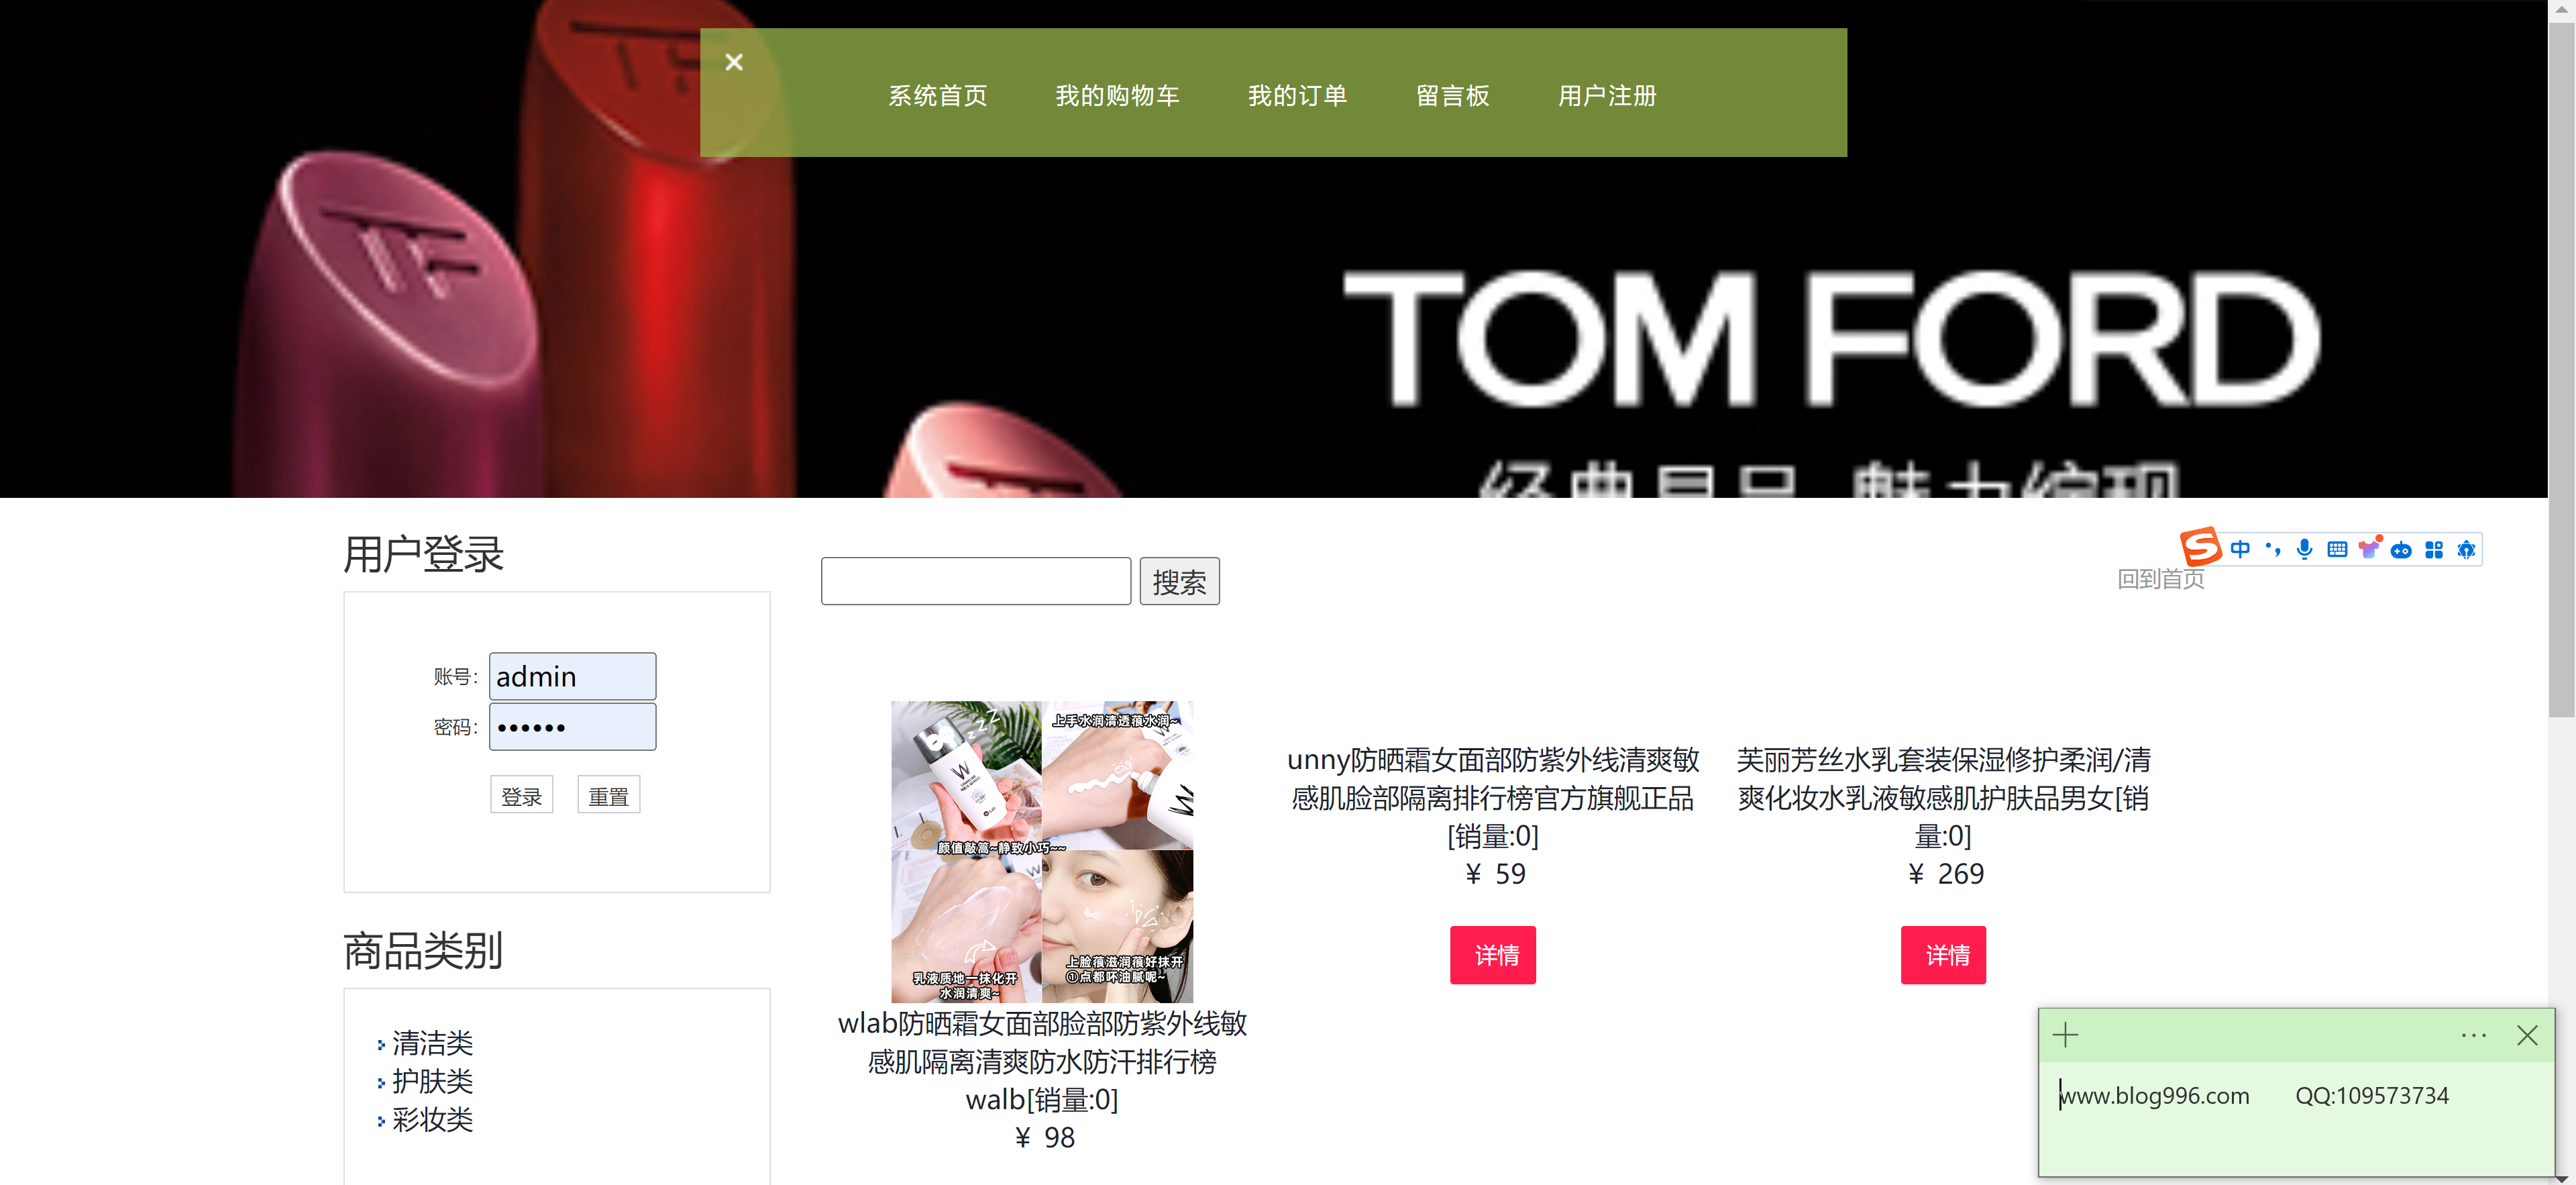 系统首页 我的购物车 我的订单 留言板 用户注册
TF
TF
TOM FORD
用户登录
搜索
中
回到首页
账号:
admin
密码:
••••••
登录 重置
上手水润清透蕵水润~
颜值敲篙~静致小巧~~
乳液质地一抹化开
水润清爽~
上脸蕵滋润蕵好抹开
①点都吥油腻呢~
wlab防晒霜女面部脸部防紫外线敏
感肌隔离清爽防水防汗排行榜
walb[销量:0]
¥ 98
unny防晒霜女面部防紫外线清爽敏
感肌脸部隔离排行榜官方旗舰正品
[销量:0]
¥ 59
详情
芙丽芳丝水乳套装保湿修护柔润/清
爽化妆水乳液敏感肌护肤品男女[销
量:0]
¥ 269
详情
商品类别
清洁类
护肤类
彩妆类
www.blog996.com QQ:109573734